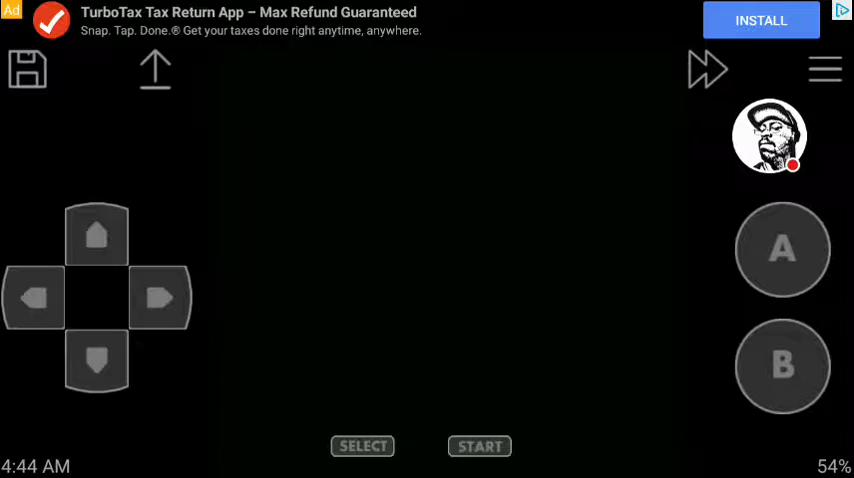 Ad
TurboTax Tax Return App – Max Refund Guaranteed
Snap. Tap. Done.® Get your taxes done right anytime, anywhere.
INSTALL
A
B
SELECT
START
4:44 AM
54%